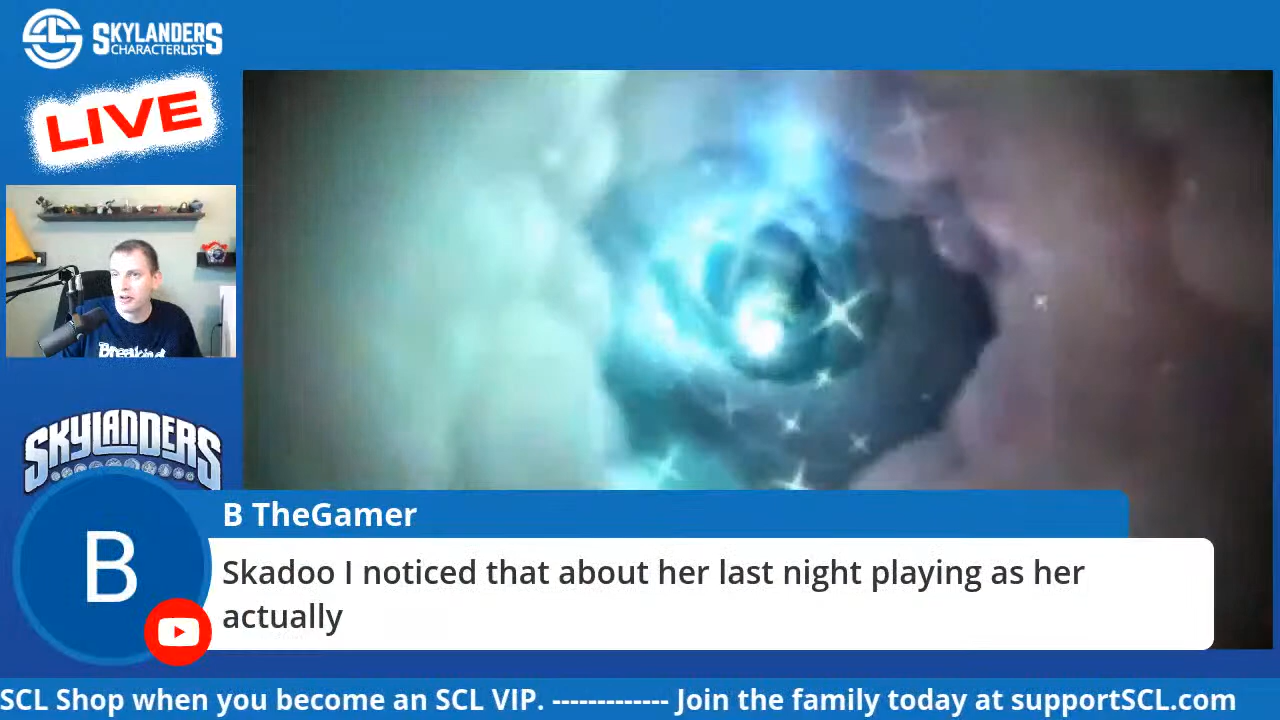 SKYLANDERS
CHARACTERLIST
LIVE
Breaking
SKYLANDERS
B TheGamer
B
Skadoo I noticed that about her last night playing as her
actually
SCL Shop when you become an SCL VIP. ------------- Join the family today at supportSCL.com